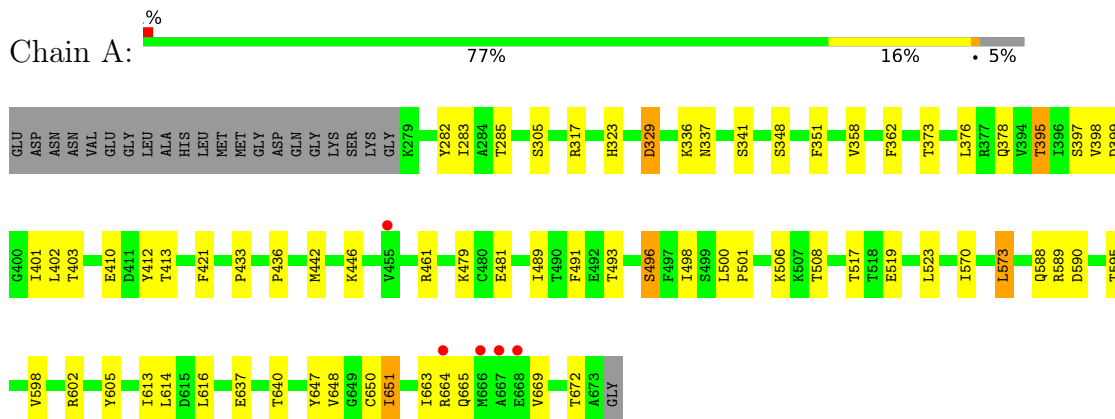 .%
Chain A:
77% 16% • 5%
GLU ASP ASN ASN VAL GLU GLY LEU ALA HIS LEU MET MET GLY ASP GLN GLY LYS SER LYS GLY K279 Y282 I283 A284 T285 S305 R317 H323 D329 K336 N337 S341 S348 F351 V358 F362 T373 L376 R377 Q378 V394 T395 I396 S397 V398 D399
G400 I401 L402 T403 E410 D411 Y412 T413 F421 P433 P436 M442 K446 V455 R461 K479 C480 E481 I489 T490 F491 E492 T493 S496 F497 I498 S499 L500 P501 K506 K507 T508 T517 T518 E519 L523 I570 L573 Q588 R589 D590 T595
V598 R602 Y605 I613 L614 D615 L616 E637 T640 Y647 V648 G649 C650 I651 I663 R664 Q665 M666 A667 E668 V669 T672 A673 GLY